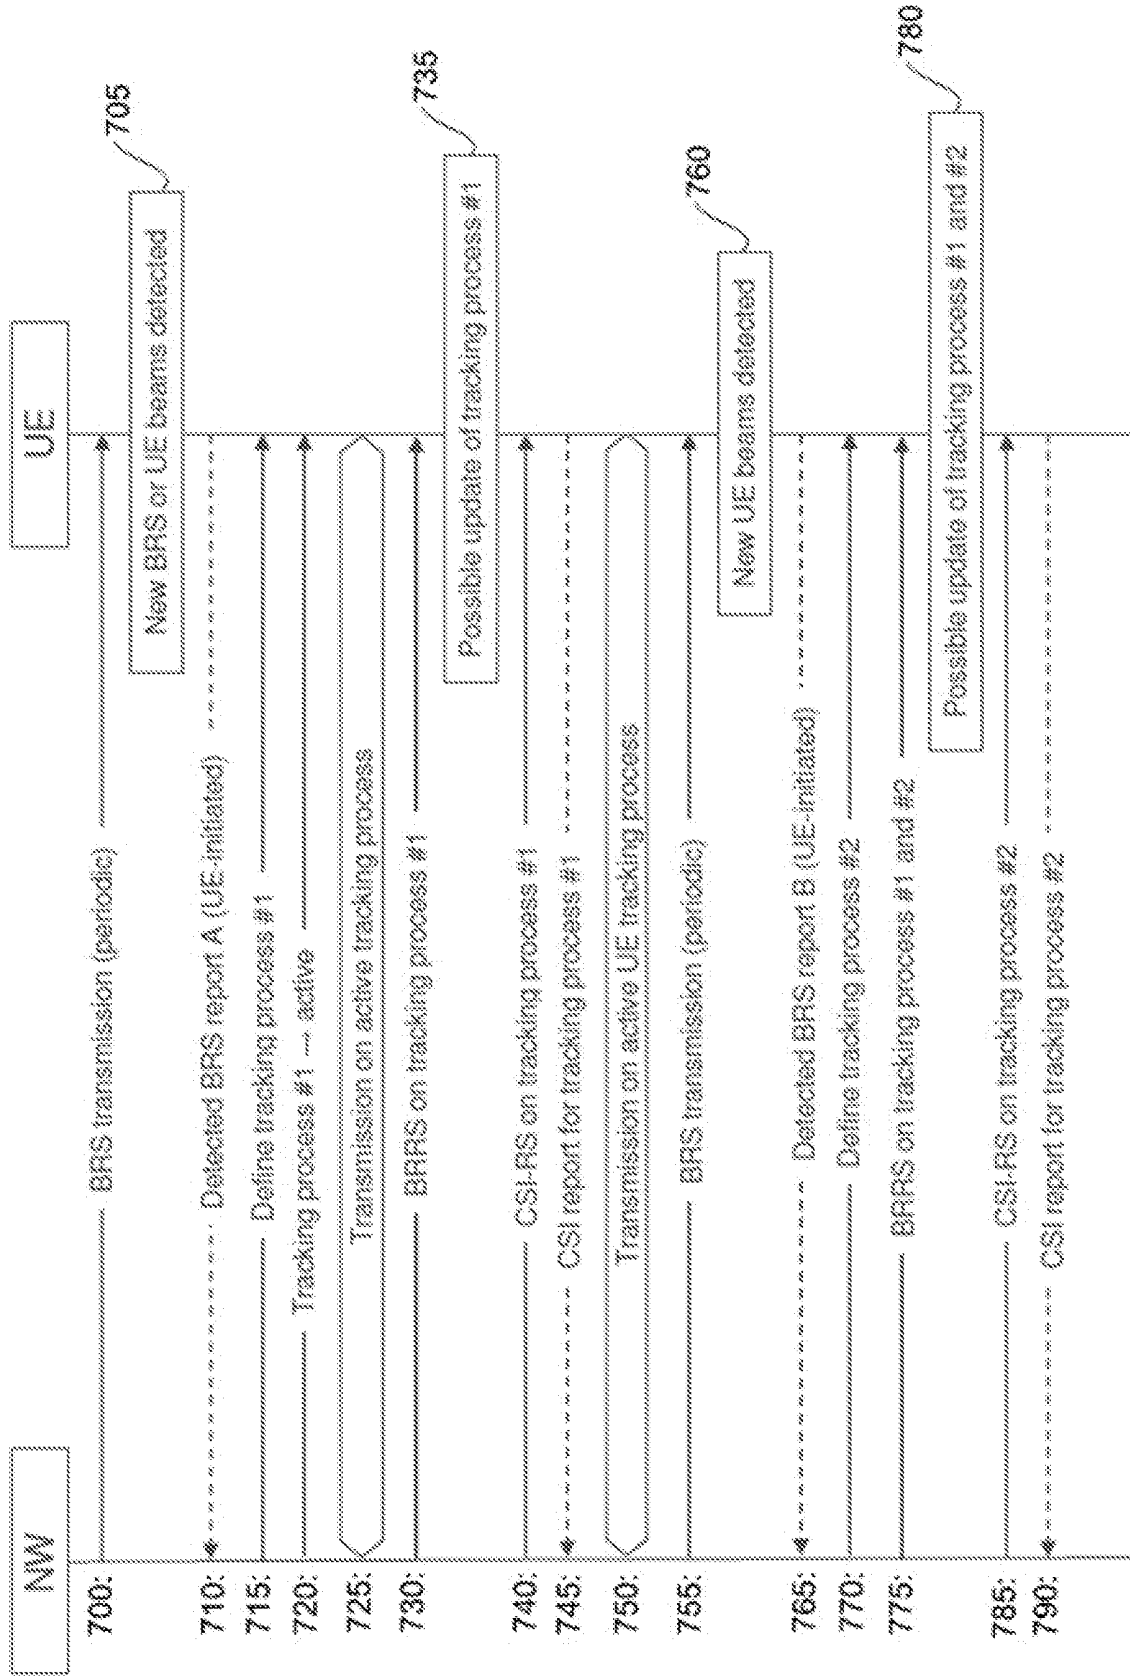 NW
UE
700: BRS transmission (periodic)
New BRS or UE beams detected 705
710: Detected BRS report A (UE-initiated)
715: Define tracking process #1
720: Tracking process #1 → active
725: Transmission on active tracking process
730: BRRS on tracking process #1
Possible update of tracking process #1 735
740: CSI-RS on tracking process #1
745: CSI report for tracking process #1
750: Transmission on active UE tracking process
755: BRS transmission (periodic)
New UE beams detected 760
765: Detected BRS report B (UE-initiated)
770: Define tracking process #2
775: BRRS on tracking process #1 and #2
Possible update of tracking process #1 and #2 780
785: CSI-RS on tracking process #2
790: CSI report for tracking process #2